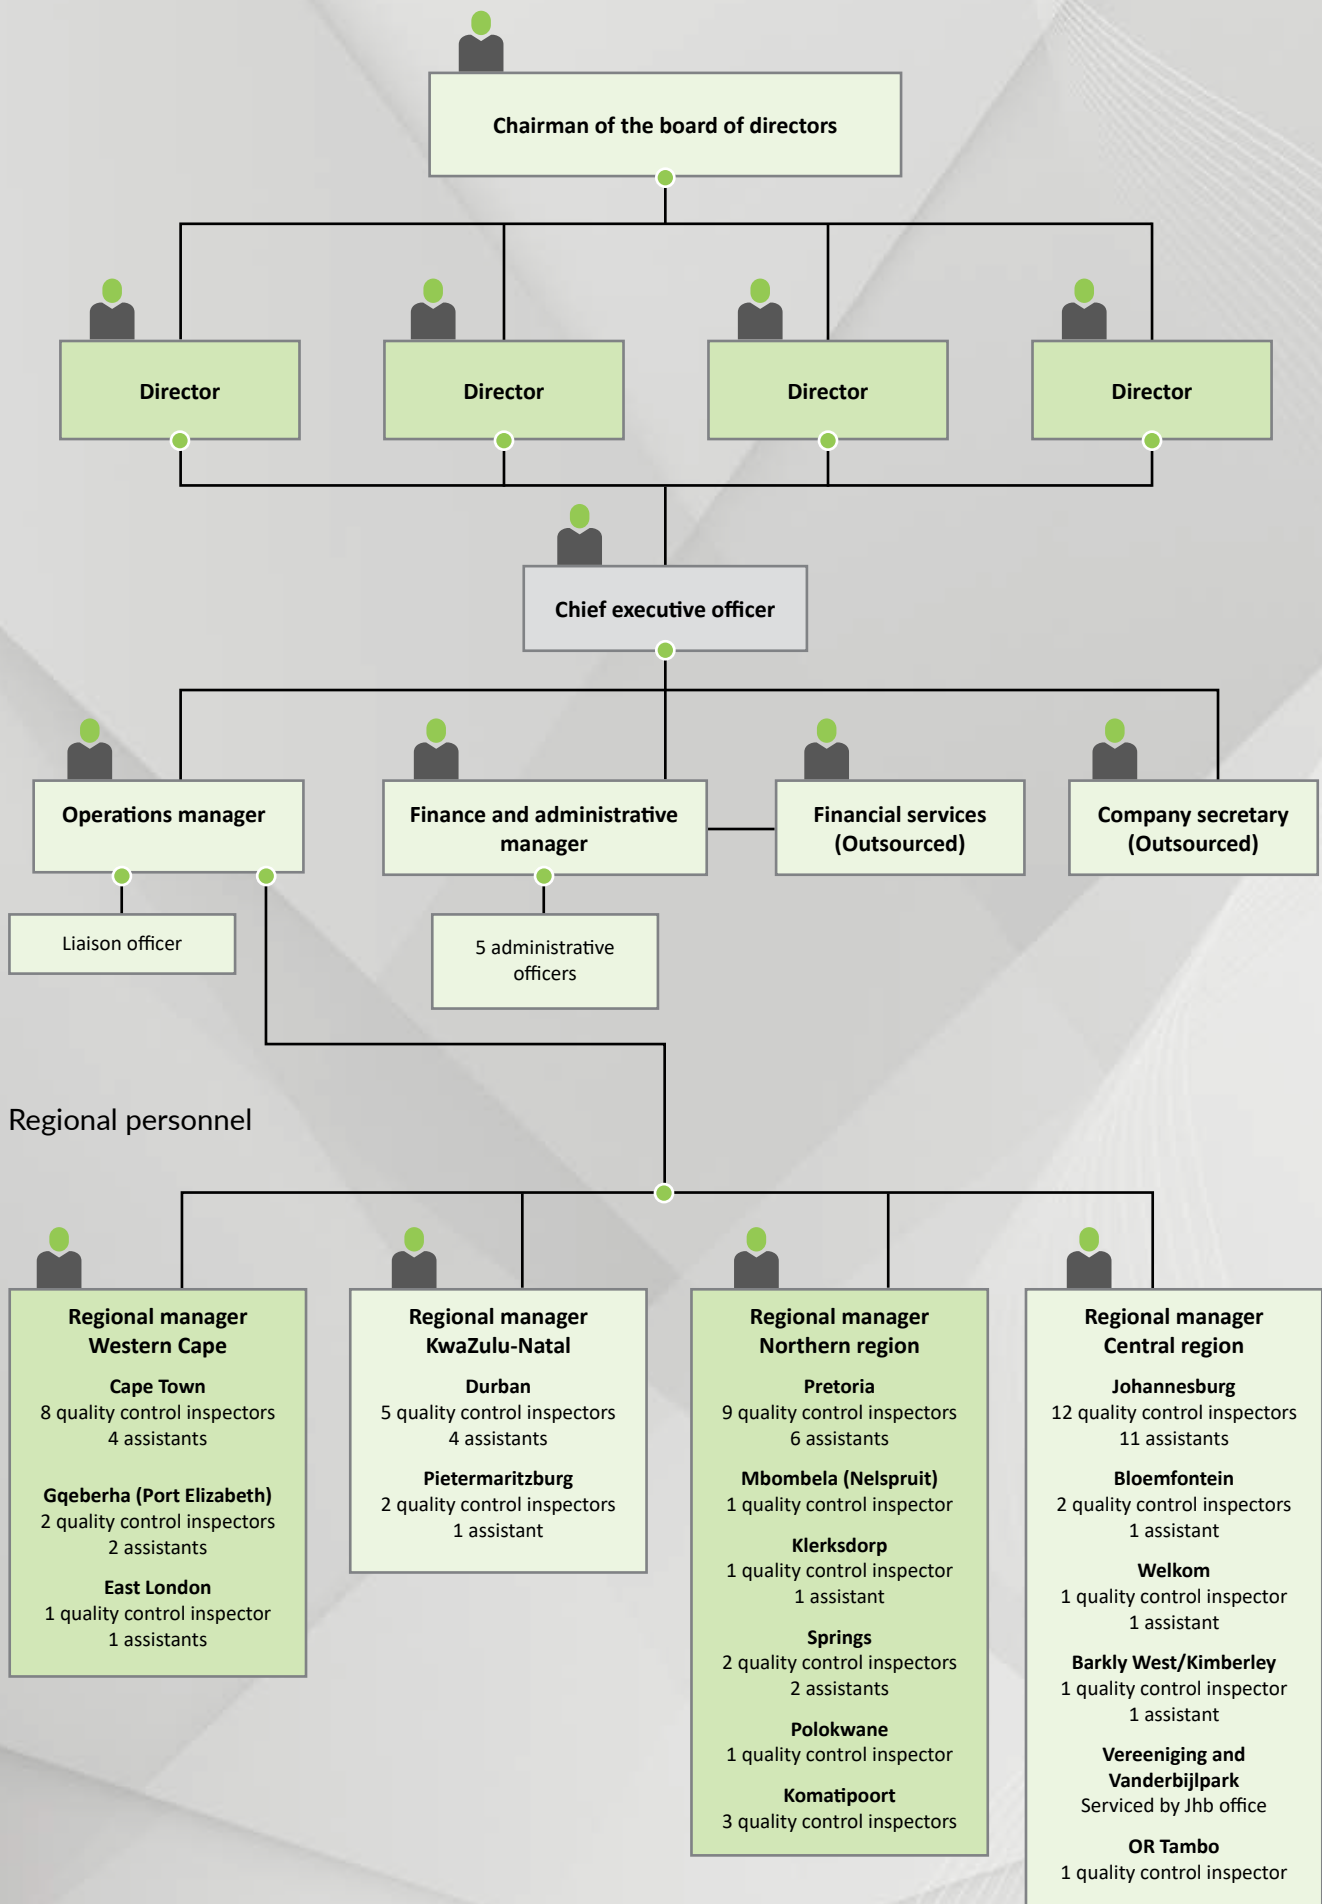 Chairman of the board of directors
Director
Director
Director
Director
Chief executive officer
Operations manager
Finance and administrative
manager
Financial services
(Outsourced)
Company secretary
(Outsourced)
Liaison officer
5 administrative
officers
Regional personnel
Regional manager
Western Cape
Cape Town
8 quality control inspectors
4 assistants
Gqeberha (Port Elizabeth)
2 quality control inspectors
2 assistants
East London
1 quality control inspector
1 assistants
Regional manager
KwaZulu-Natal
Durban
5 quality control inspectors
4 assistants
Pietermaritzburg
2 quality control inspectors
1 assistant
Regional manager
Northern region
Pretoria
9 quality control inspectors
6 assistants
Mbombela (Nelspruit)
1 quality control inspector
Klerksdorp
1 quality control inspector
1 assistant
Springs
2 quality control inspectors
2 assistants
Polokwane
1 quality control inspector
Komatipoort
3 quality control inspectors
Regional manager
Central region
Johannesburg
12 quality control inspectors
11 assistants
Bloemfontein
2 quality control inspectors
1 assistant
Welkom
1 quality control inspector
1 assistant
Barkly West/Kimberley
1 quality control inspector
1 assistant
Vereeniging and
Vanderbijlpark
Serviced by Jhb office
OR Tambo
1 quality control inspector